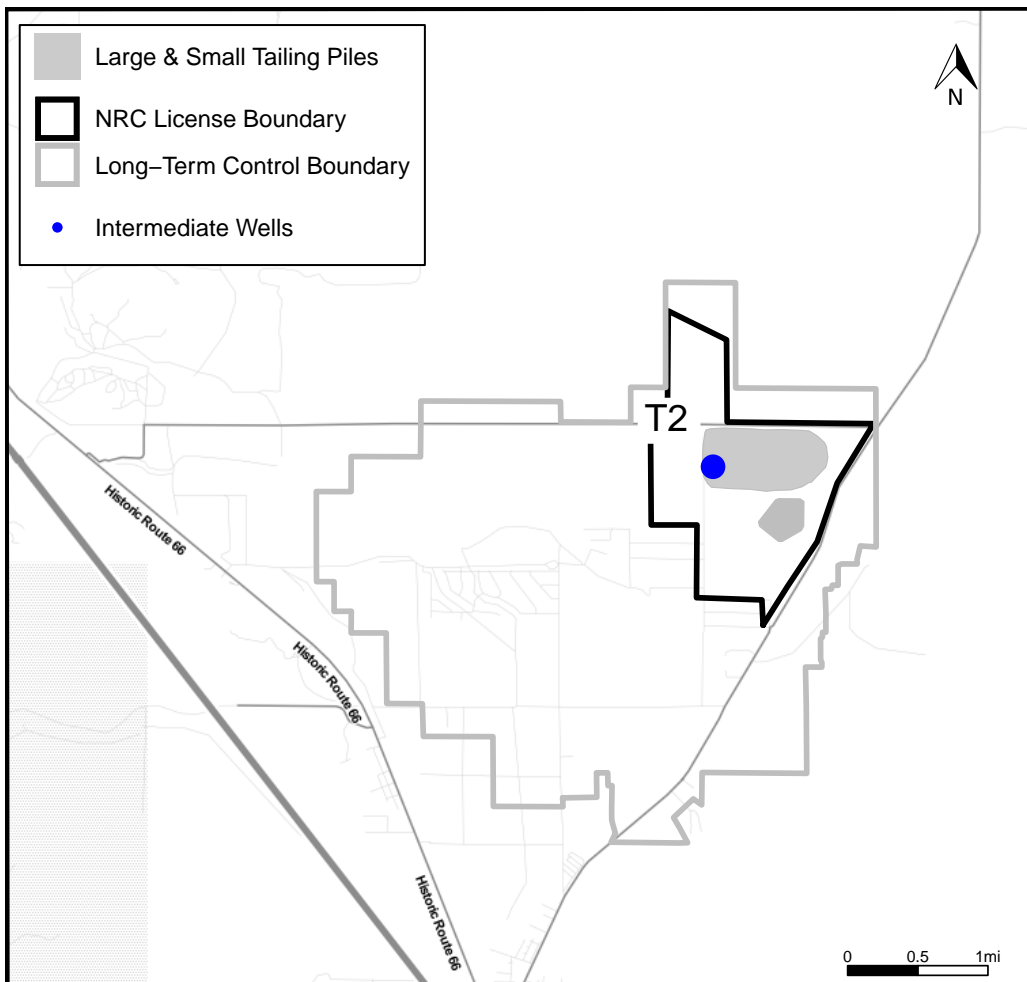 Large & Small Tailing Piles
NRC License Boundary
Long−Term Control Boundary
Intermediate Wells
N
T2
Historic Route 66
Historic Route 66
Historic Route 66
0 0.5 1mi